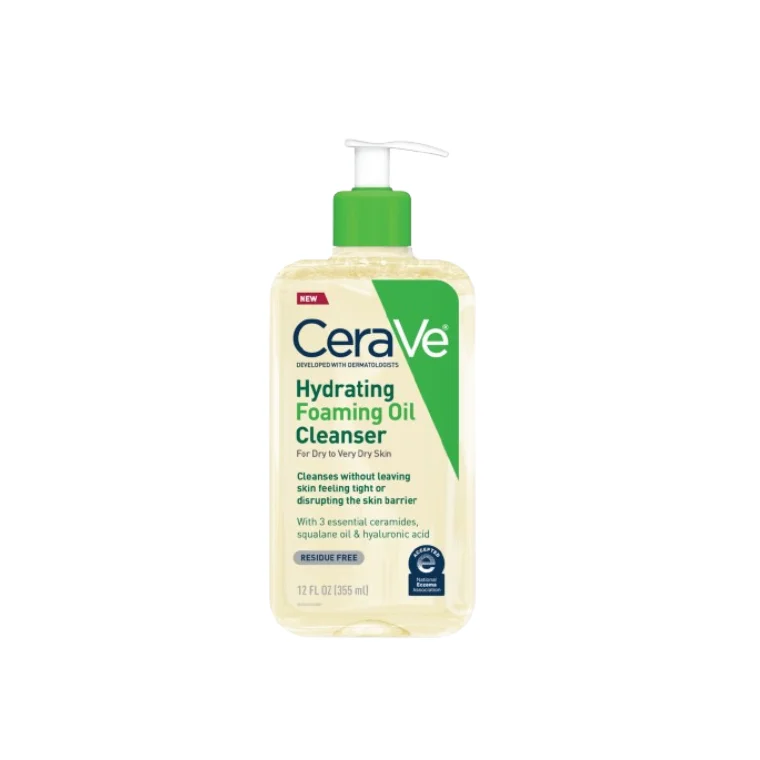 NEW
CeraVe®
DEVELOPED WITH DERMATOLOGISTS
Hydrating
Foaming Oil
Cleanser
For Dry to Very Dry Skin
Cleanses without leaving
skin feeling tight or
disrupting the skin barrier
With 3 essential ceramides,
squalane oil & hyaluronic acid
RESIDUE FREE
ACCEPTED
e
National
Eczema
Association
12 FL OZ (355 ml)